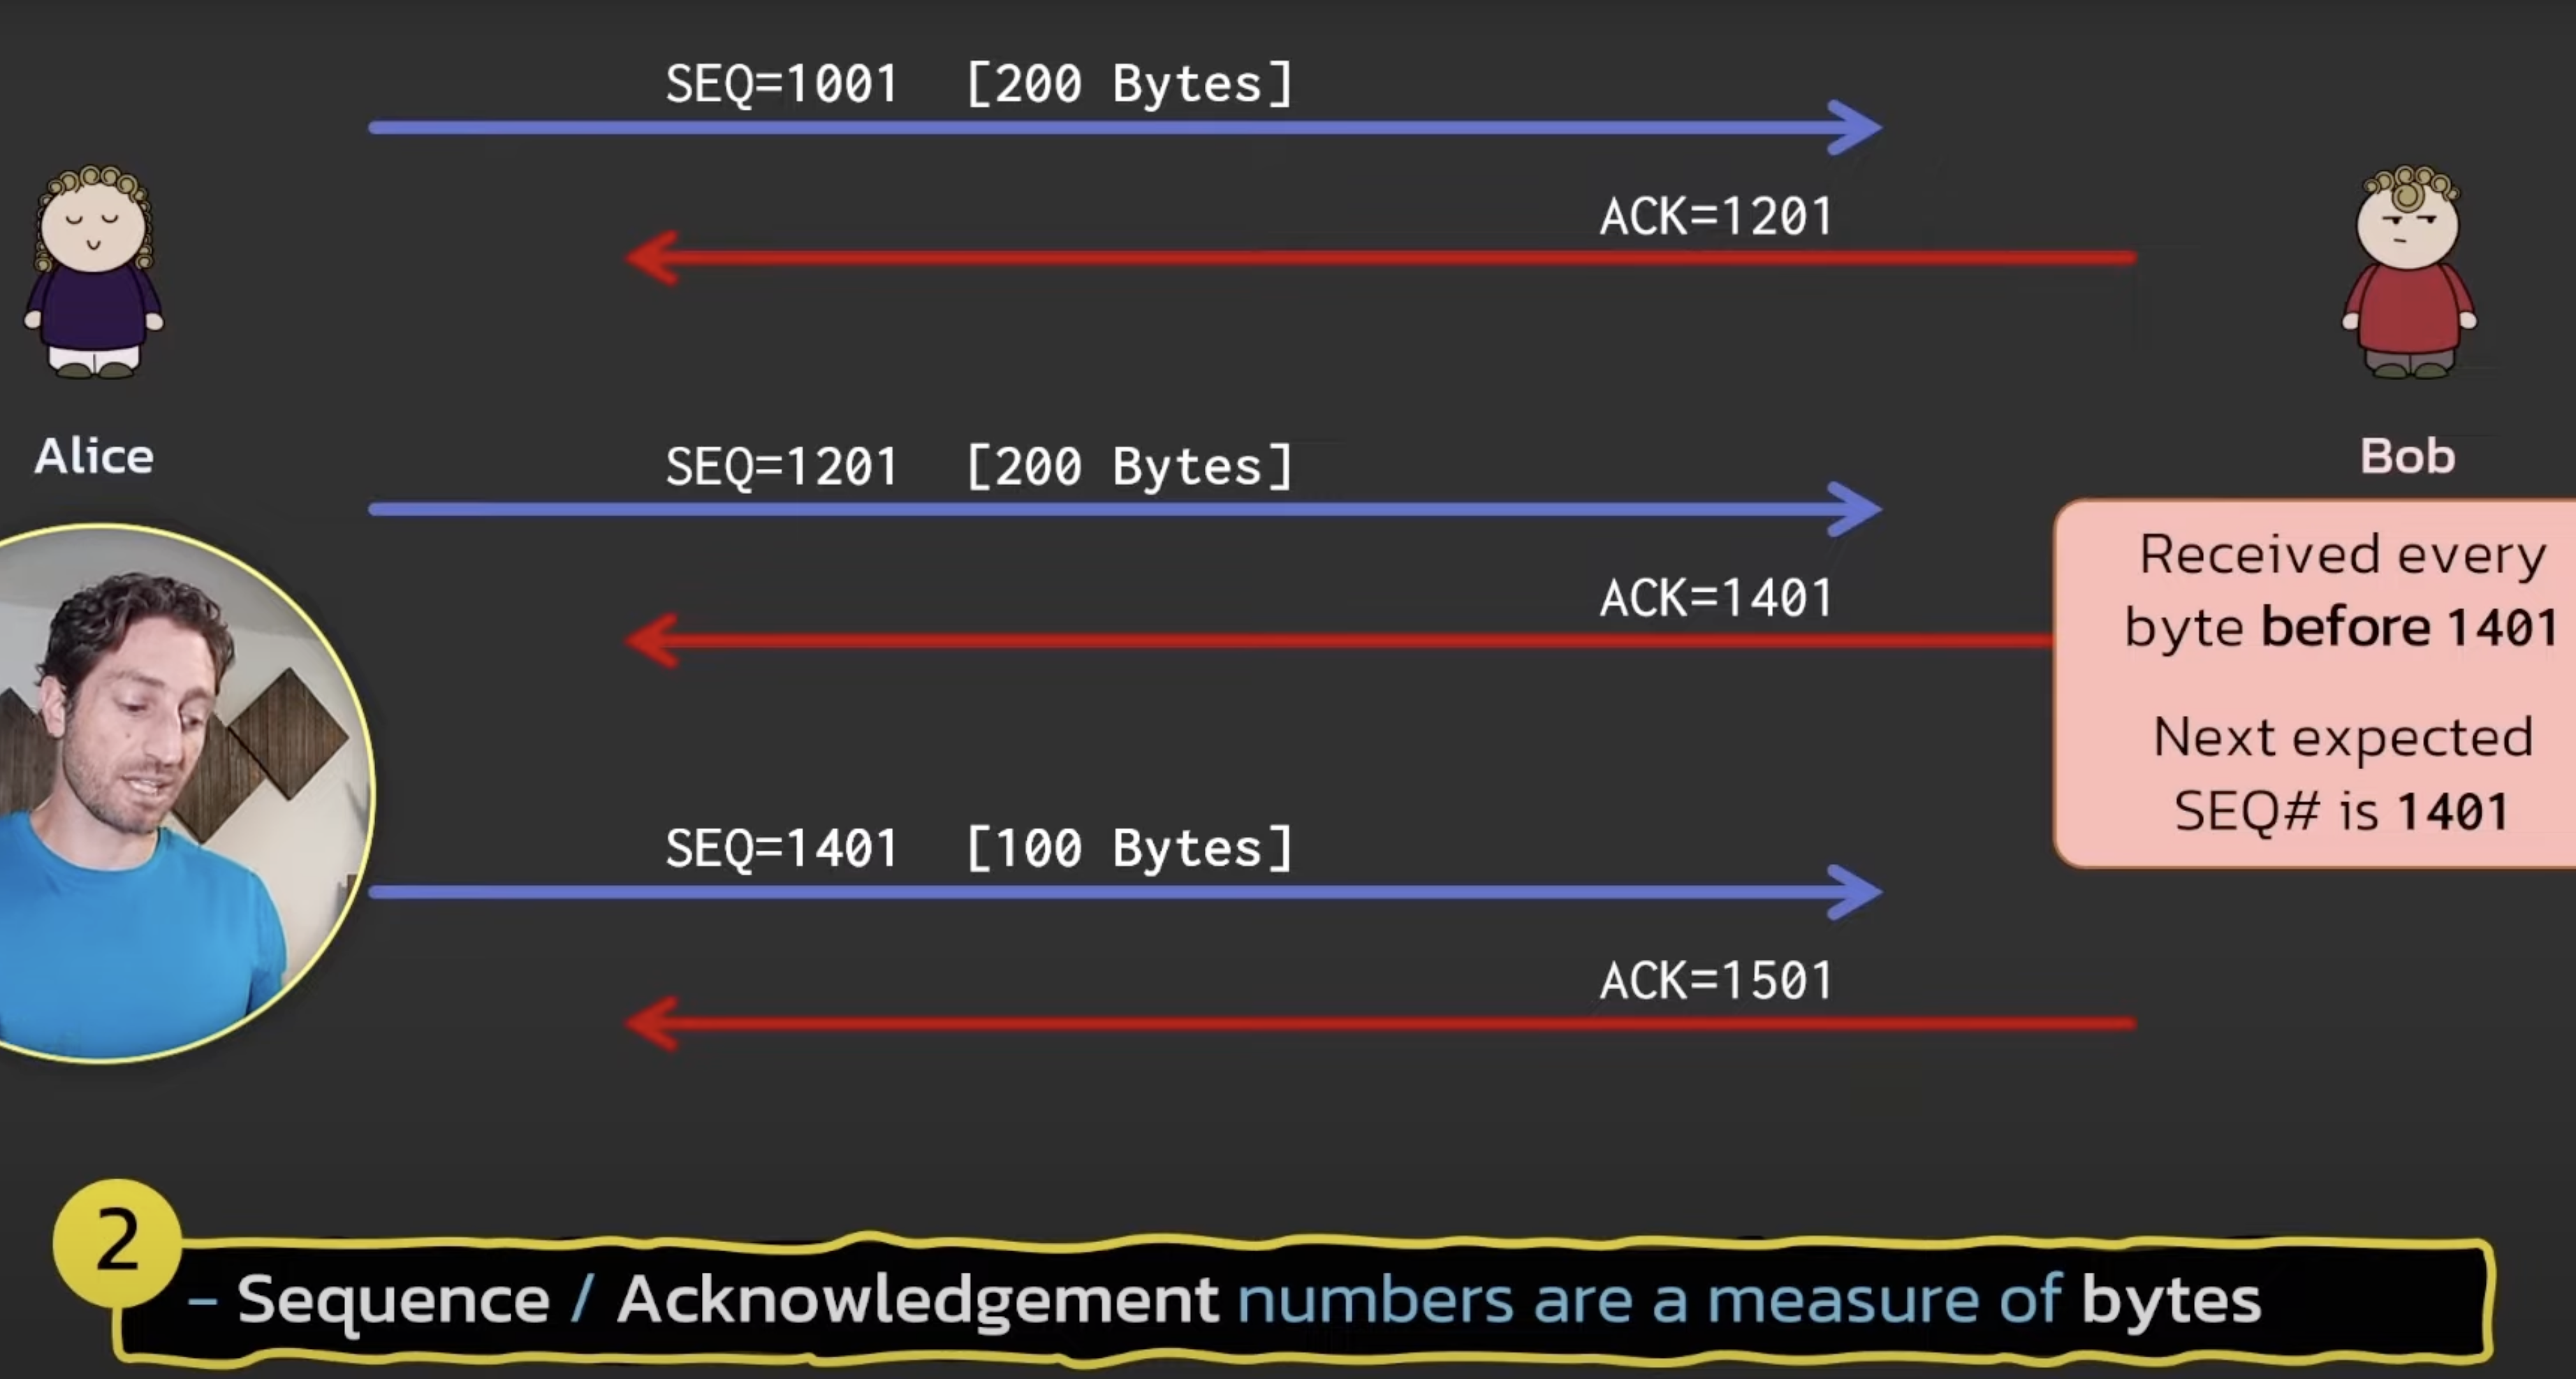 SEQ=1001 [200 Bytes]
ACK=1201
Alice
Bob
SEQ=1201 [200 Bytes]
ACK=1401
Received every
byte before 1401
Next expected
SEQ# is 1401
SEQ=1401 [100 Bytes]
ACK=1501
2
- Sequence / Acknowledgement numbers are a measure of bytes